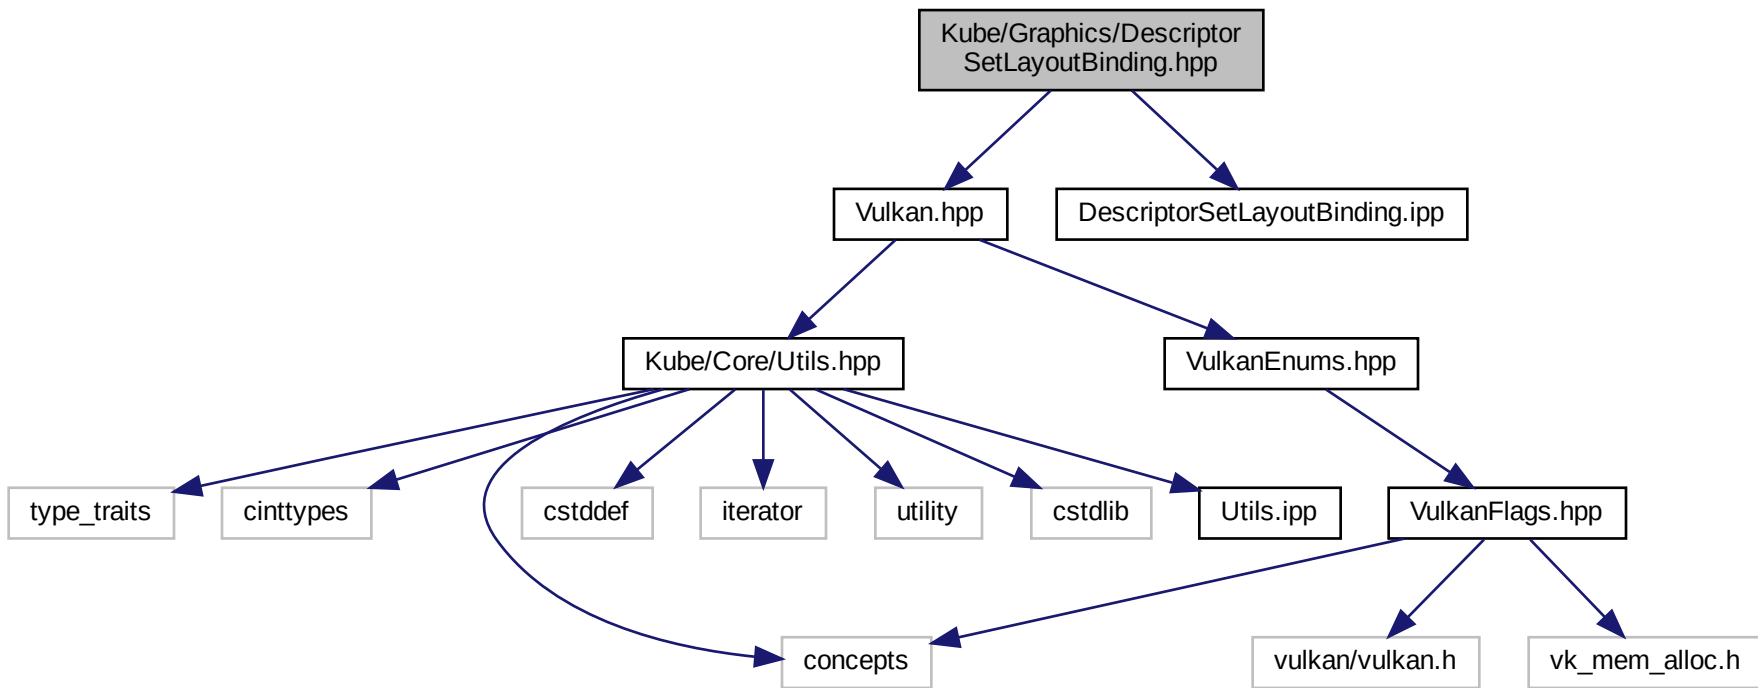 Kube/Graphics/Descriptor
SetLayoutBinding.hpp
Vulkan.hpp
DescriptorSetLayoutBinding.ipp
Kube/Core/Utils.hpp
VulkanEnums.hpp
type_traits
cinttypes
cstddef
iterator
utility
cstdlib
Utils.ipp
VulkanFlags.hpp
concepts
vulkan/vulkan.h
vk_mem_alloc.h